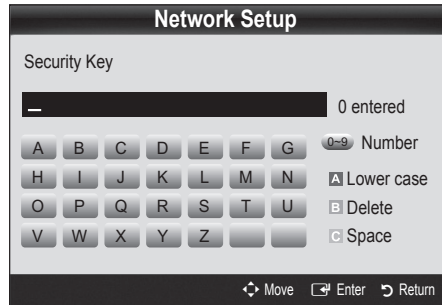 Network Setup
Security Key
_ 0 entered
A B C D E F G 0~9 Number
H I J K L M N A Lower case
O P Q R S T U B Delete
V W X Y Z C Space
Move Enter Return